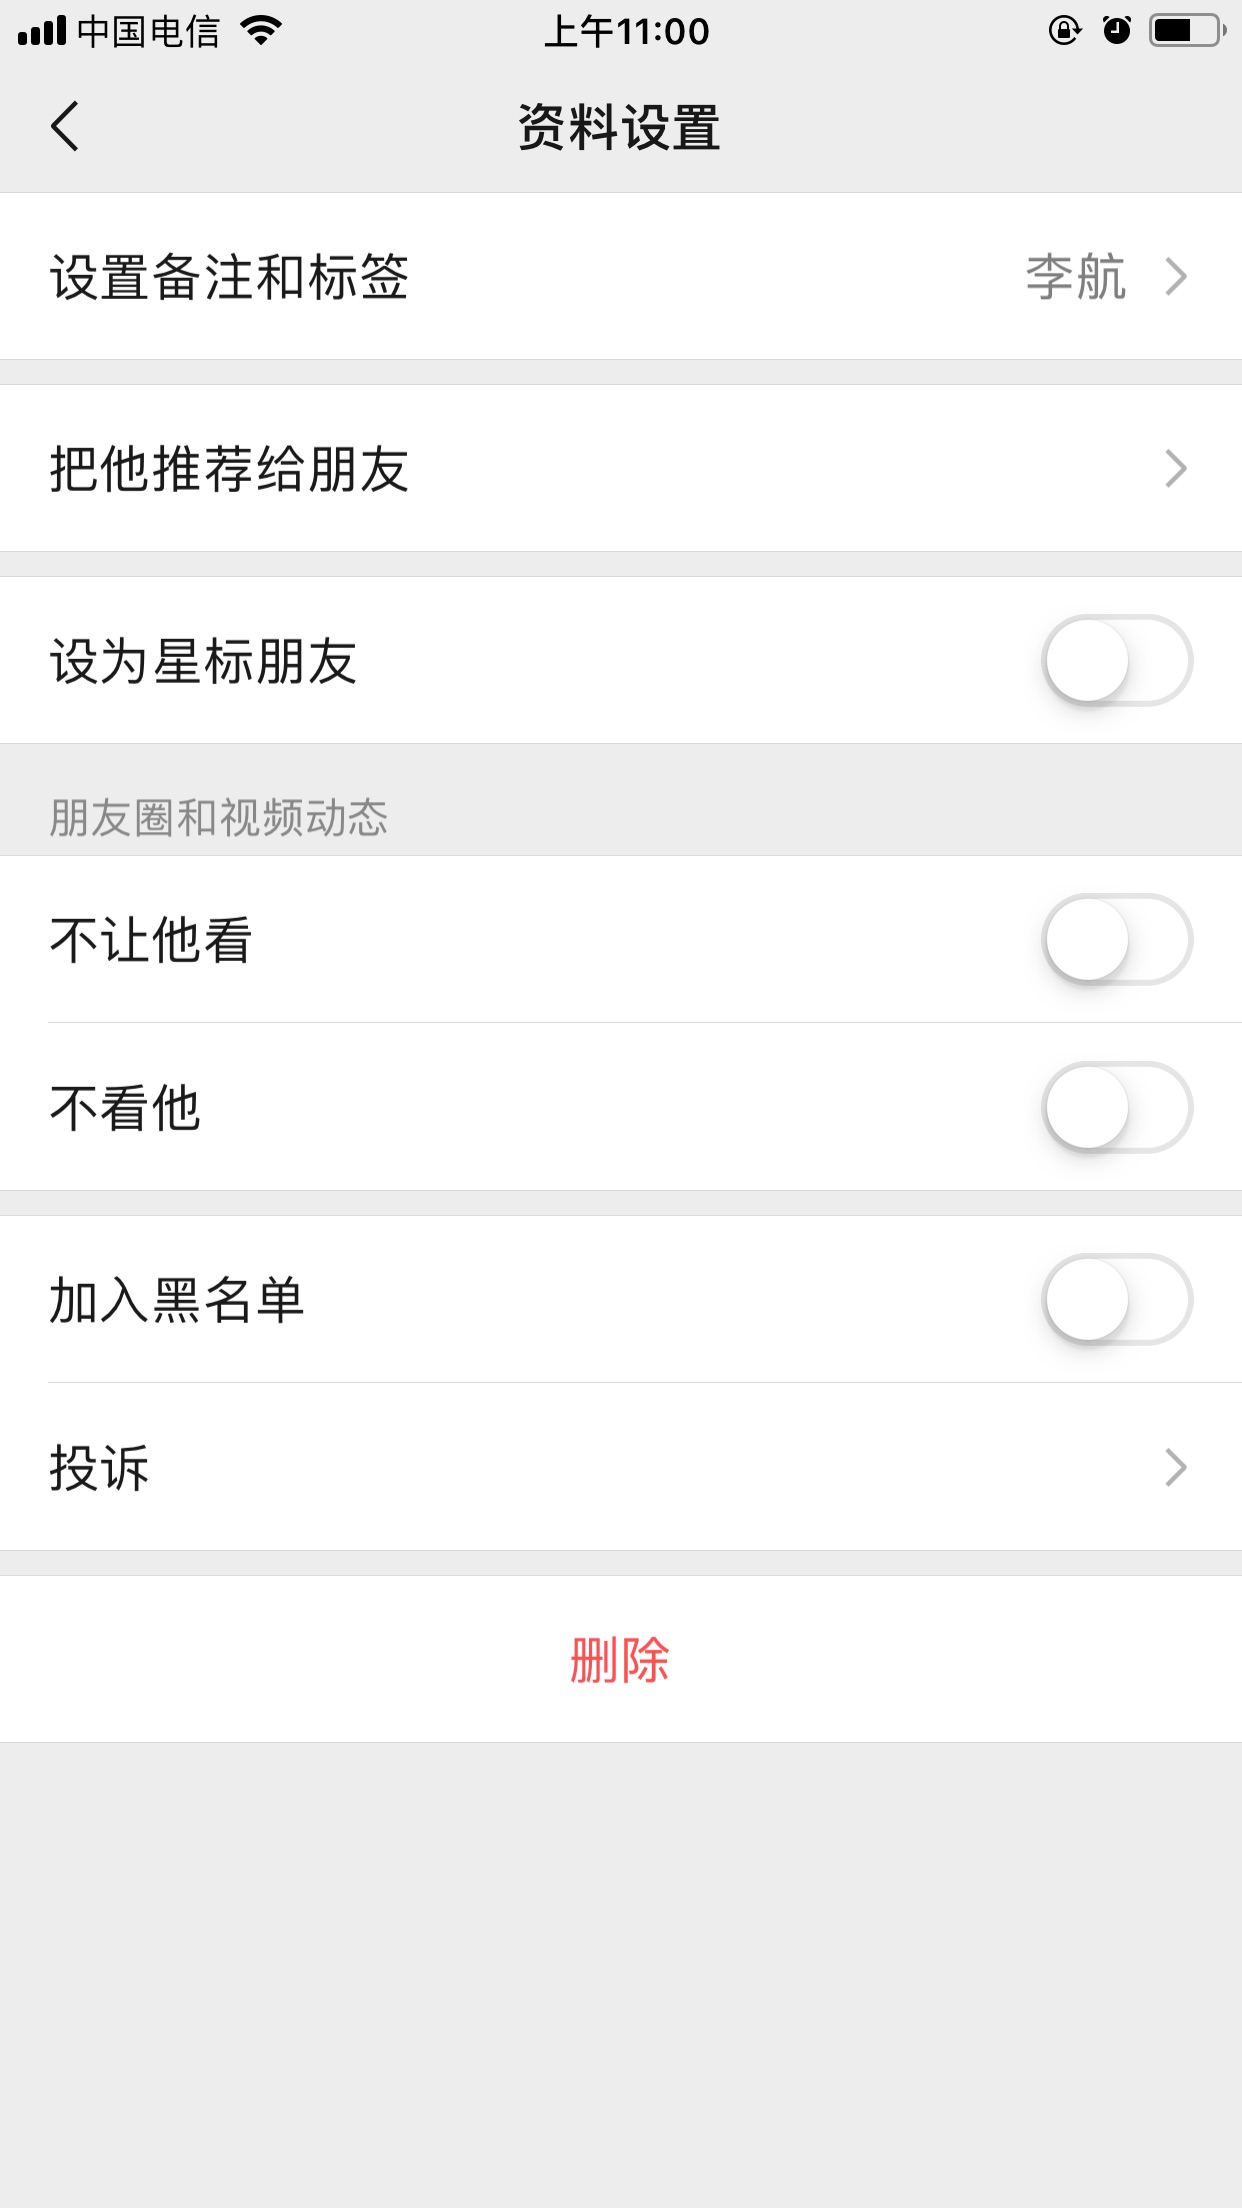 中国电信 上午11:00
资料设置
设置备注和标签 李航
把他推荐给朋友
设为星标朋友
朋友圈和视频动态
不让他看
不看他
加入黑名单
投诉
删除